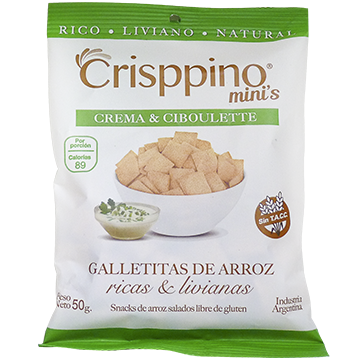 RICO • LIVIANO • NATURAL
Crisppino®
mini's
CREMA & CIBOULETTE
Por
porción
Calorías
89
Sin T.A.C.C.
GALLETITAS DE ARROZ
ricas & livianas
Peso
Neto 50g.
Snacks de arroz salados libre de gluten
Industria
Argentina